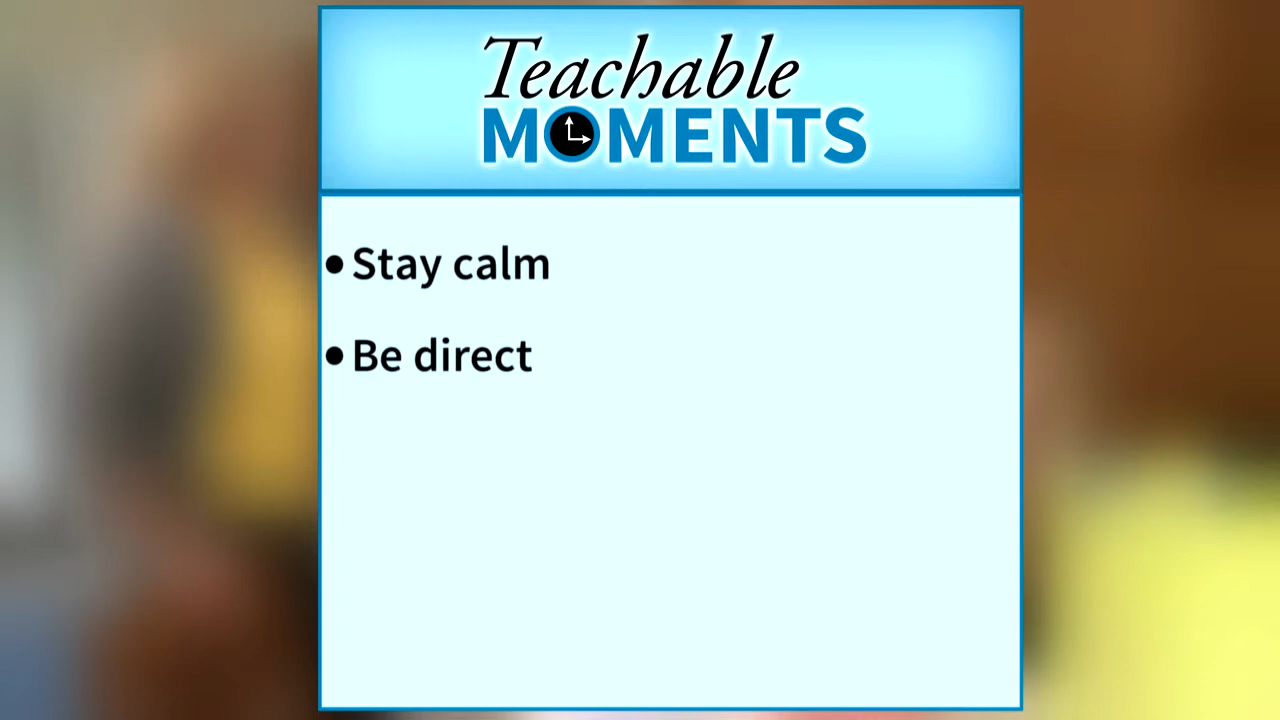 Teachable
MOMENTS
• Stay calm
• Be direct